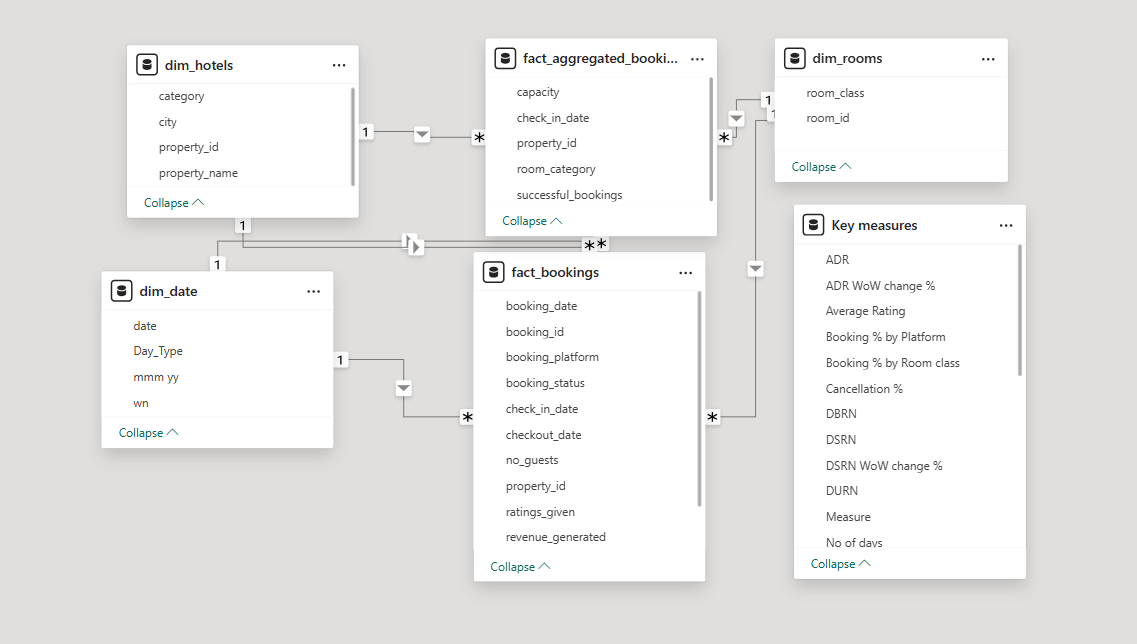 dim_hotels
category
city
property_id
property_name
Collapse
fact_aggregated_booki...
capacity
check_in_date
property_id
room_category
successful_bookings
Collapse
dim_rooms
room_class
room_id
Collapse
1
*
*
1
1
1
1
**
dim_date
date
Day_Type
mmm yy
wn
Collapse
1
*
*
fact_bookings
booking_date
booking_id
booking_platform
booking_status
check_in_date
checkout_date
no_guests
property_id
ratings_given
revenue_generated
Collapse
Key measures
ADR
ADR WoW change %
Average Rating
Booking % by Platform
Booking % by Room class
Cancellation %
DBRN
DSRN
DSRN WoW change %
DURN
Measure
No of days
Collapse